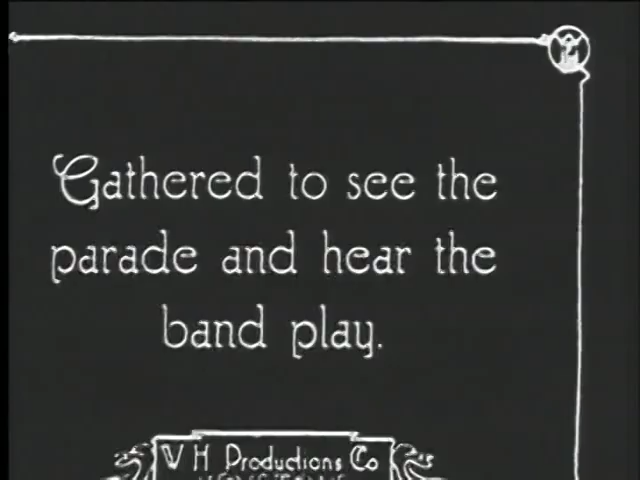 Gathered to see the
parade and hear the
band play.
V H Productions Co